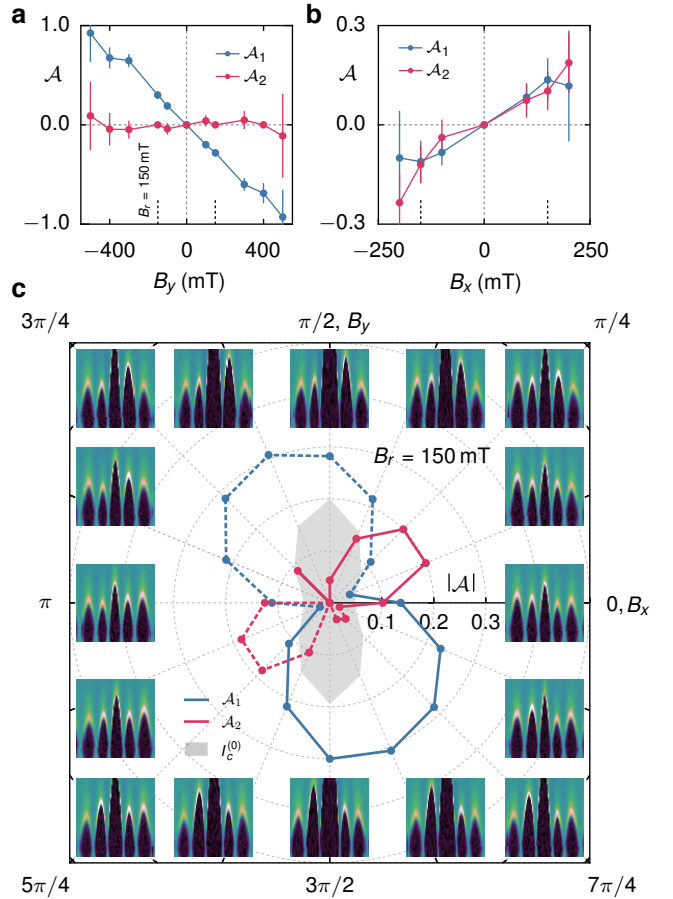 a
b
1.0
0.0
−1.0
𝒜
𝒜₁
𝒜₂
B_r = 150 mT
−400
0
400
B_y (mT)
0.3
0.0
−0.3
𝒜
𝒜₁
𝒜₂
−250
0
250
B_x (mT)
c
3π/4
π/2, B_y
π/4
B_r = 150 mT
π
|𝒜|
0, B_x
0.1
0.2
0.3
𝒜₁
𝒜₂
I_c^(0)
5π/4
3π/2
7π/4